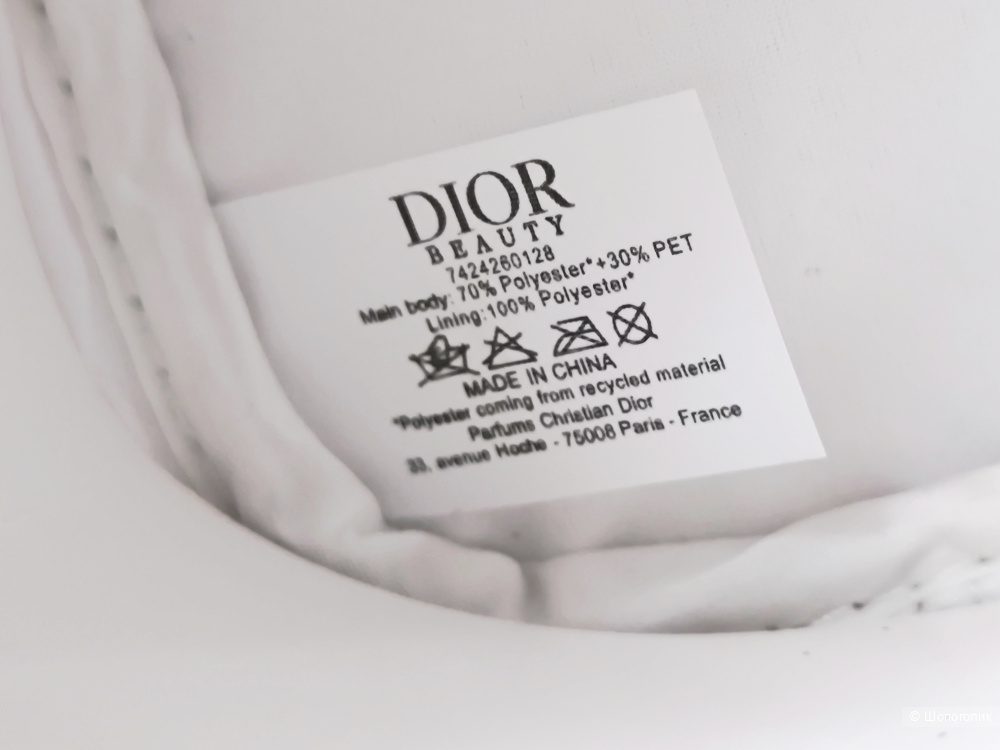 DIOR
BEAUTY
7424260128
Main body: 70% Polyester*+30% PET
Lining:100% Polyester*
MADE IN CHINA
*Polyester coming from recycled material
Parfums Christian Dior
33, avenue Hoche - 75008 Paris - France
© Шопоголик